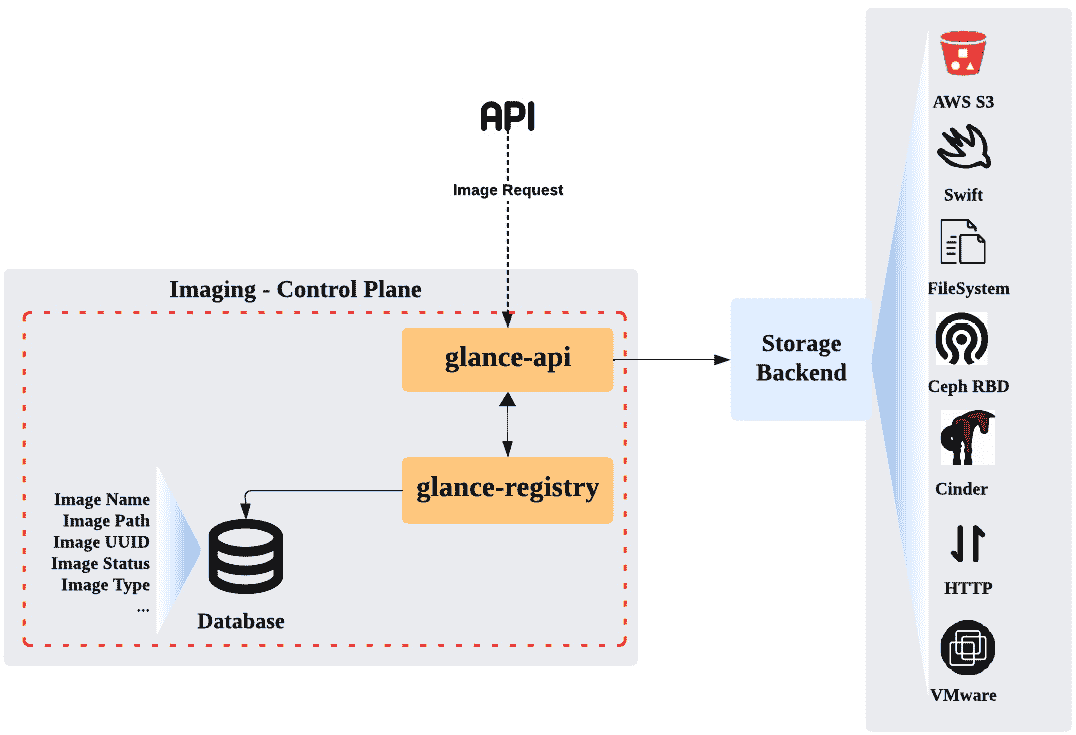 API
Image Request
Imaging - Control Plane
glance-api
glance-registry
Image Name
Image Path
Image UUID
Image Status
Image Type
...
Database
Storage
Backend
AWS S3
Swift
FileSystem
Ceph RBD
Cinder
HTTP
VMware